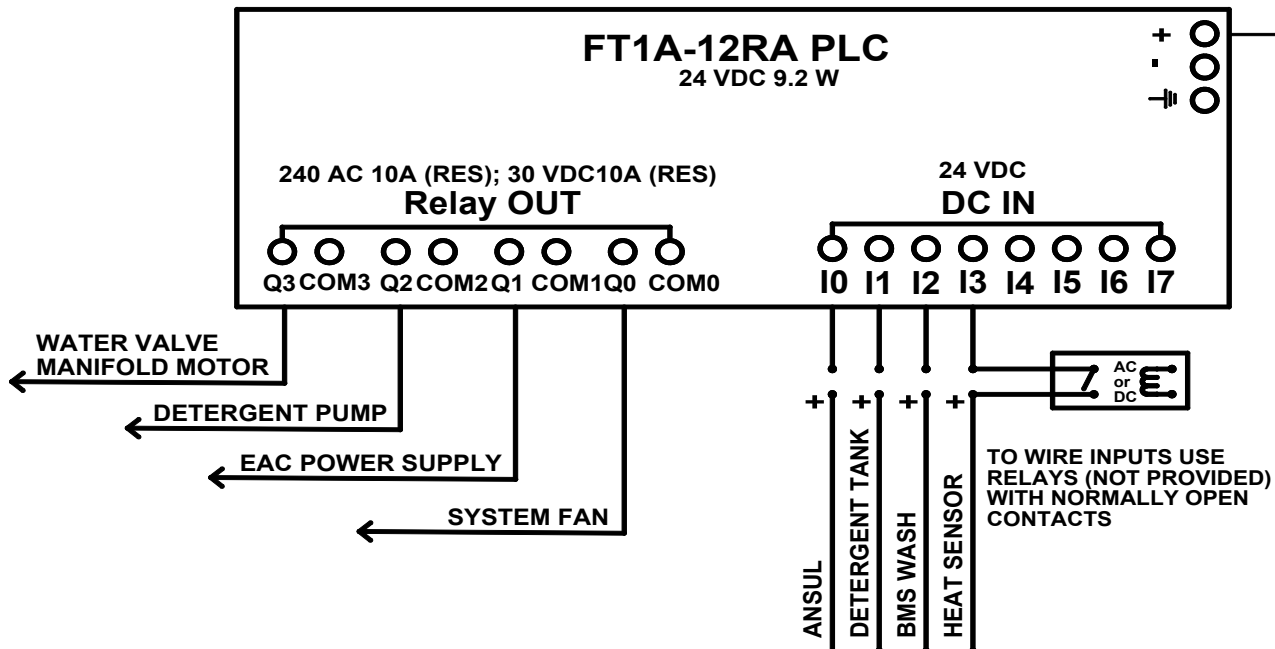 FT1A-12RA PLC
24 VDC 9.2 W
+
-
240 AC 10A (RES); 30 VDC10A (RES)
Relay OUT
24 VDC
DC IN
Q3 COM3 Q2 COM2 Q1 COM1 Q0 COM0
I0 I1 I2 I3 I4 I5 I6 I7
WATER VALVE
MANIFOLD MOTOR
DETERGENT PUMP
EAC POWER SUPPLY
SYSTEM FAN
AC
or
DC
+ + + +
ANSUL
DETERGENT TANK
BMS WASH
HEAT SENSOR
TO WIRE INPUTS USE
RELAYS (NOT PROVIDED)
WITH NORMALLY OPEN
CONTACTS